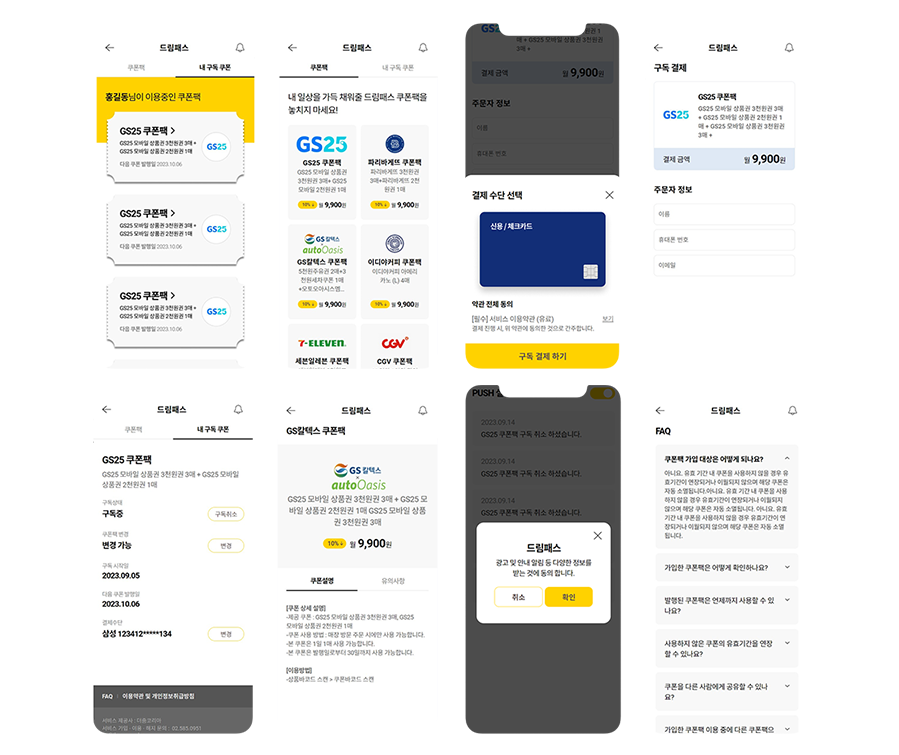 드림패스
쿠폰팩
내 구독 쿠폰
홍길동님이 이용중인 쿠폰팩
GS25 쿠폰팩
GS25 모바일 상품권 3천원권 3매 +
GS25 모바일 상품권 2천원권 1매
다음 쿠폰 발행일 2023.10.06
GS25
GS25 쿠폰팩
GS25 모바일 상품권 3천원권 3매 +
GS25 모바일 상품권 2천원권 1매
다음 쿠폰 발행일 2023.10.06
GS25
GS25 쿠폰팩
GS25 모바일 상품권 3천원권 3매 +
GS25 모바일 상품권 2천원권 1매
다음 쿠폰 발행일 2023.10.06
GS25
드림패스
쿠폰팩
내 구독 쿠폰
내 일상을 가득 채워줄 드림패스 쿠폰팩을
놓치지 마세요!
GS25
GS25 쿠폰팩
GS25 모바일 상품권
3천원권 3매+ GS25
모바일 2천원권 1매
10%↓ 월 9,900원
파리바게뜨 쿠폰팩
파리바게뜨 3천원권
3매+파리바게뜨 2천
원권 1매
10%↓ 월 9,900원
GS칼텍스
autoOasis
GS칼텍스 쿠폰팩
5천원주유권 2매+3
천원세차쿠폰 1매
+오토오아시스엔..
10%↓ 월 9,900원
이디야커피 쿠폰팩
이디야커피 아메리
카노 (L) 4매
10%↓ 월 9,900원
7-ELEVEN.
세븐일레븐 쿠폰팩
CGV
CGV 쿠폰팩
GS25
+ GS25 모바일 상품권 2천원권 1
매 + GS25 모바일 상품권 3천원권
3매 +
결제 금액
월 9,900원
주문자 정보
이름
휴대폰 번호
결제 수단 선택
신용 / 체크카드
약관 전체 동의
[필수] 서비스 이용약관 (유료)
보기
결제 진행 시, 위 약관에 동의한 것으로 간주합니다.
구독 결제 하기
드림패스
구독 결제
GS25
GS25 쿠폰팩
GS25 모바일 상품권 3천원권 3매
+ GS25 모바일 상품권 2천원권 1
매 + GS25 모바일 상품권 3천원권
3매 +
결제 금액
월 9,900원
주문자 정보
이름
휴대폰 번호
이메일
드림패스
쿠폰팩
내 구독 쿠폰
GS25 쿠폰팩
GS25 모바일 상품권 3천원권 3매 + GS25 모바일
상품권 2천원권 1매
구독상태
구독중
구독취소
쿠폰팩 변경
변경 가능
변경
구독 시작일
2023.09.05
다음 쿠폰 발행일
2023.10.06
결제수단
삼성 123412*****134
변경
FAQ
이용약관 및 개인정보취급방침
서비스 제공사 : 더줌코리아
서비스 가입 · 이용 · 해지 문의 : 02.585.0951
드림패스
GS칼텍스 쿠폰팩
GS 칼텍스
×
autoOasis
GS25 모바일 상품권 3천원권 3매 + GS25 모
바일 상품권 2천원권 1매 GS25 모바일 상품
권 3천원권 3매
10%↓ 월 9,900원
쿠폰설명
유의사항
[쿠폰 상세 설명]
-제공 쿠폰 : GS25 모바일 상품권 3천원권 3매, GS25
모바일 상품권 2천원권 1매
-쿠폰 사용 방법 : 매장 방문 주문 시에만 사용 가능합니다.
-본 쿠폰은 1일 1매 사용 가능합니다.
-본 쿠폰은 발행일로부터 30일까지 사용 가능합니다.
[이용방법]
-상품바코드 스캔 > 쿠폰바코드 스캔
PUSH
2023.09.14
GS25 쿠폰팩 구독 취소 하셨습니다.
2023.09.14
GS25 쿠폰팩 구독 취소 하셨습니다.
2023.09.14
GS25 쿠폰팩 구독 취소 하셨습니다.
드림패스
광고 및 안내 알림 등 다양한 정보를
받는 것에 동의 합니다.
취소
확인
드림패스
FAQ
쿠폰팩 가입 대상은 어떻게 되나요?
아니요. 유효 기간 내 쿠폰을 사용하지 않을 경우 유
효기간이 연장되거나 이월되지 않으며 해당 쿠폰은
자동 소멸됩니다.아니요. 유효 기간 내 쿠폰을 사용
하지 않을 경우 유효기간이 연장되거나 이월되지
않으며 해당 쿠폰은 자동 소멸됩니다. 아니요. 유효
기간 내 쿠폰을 사용하지 않을 경우 유효기간이 연
장되거나 이월되지 않으며 해당 쿠폰은 자동 소멸
됩니다.
가입한 쿠폰팩은 어떻게 확인하나요?
발행된 쿠폰팩은 언제까지 사용할 수 있
나요?
사용하지 않은 쿠폰의 유효기간을 연장
할 수 있나요?
쿠폰을 다른 사람에게 공유할 수 있나
요?
가입한 쿠폰팩 이용 중에 다른 쿠폰팩으